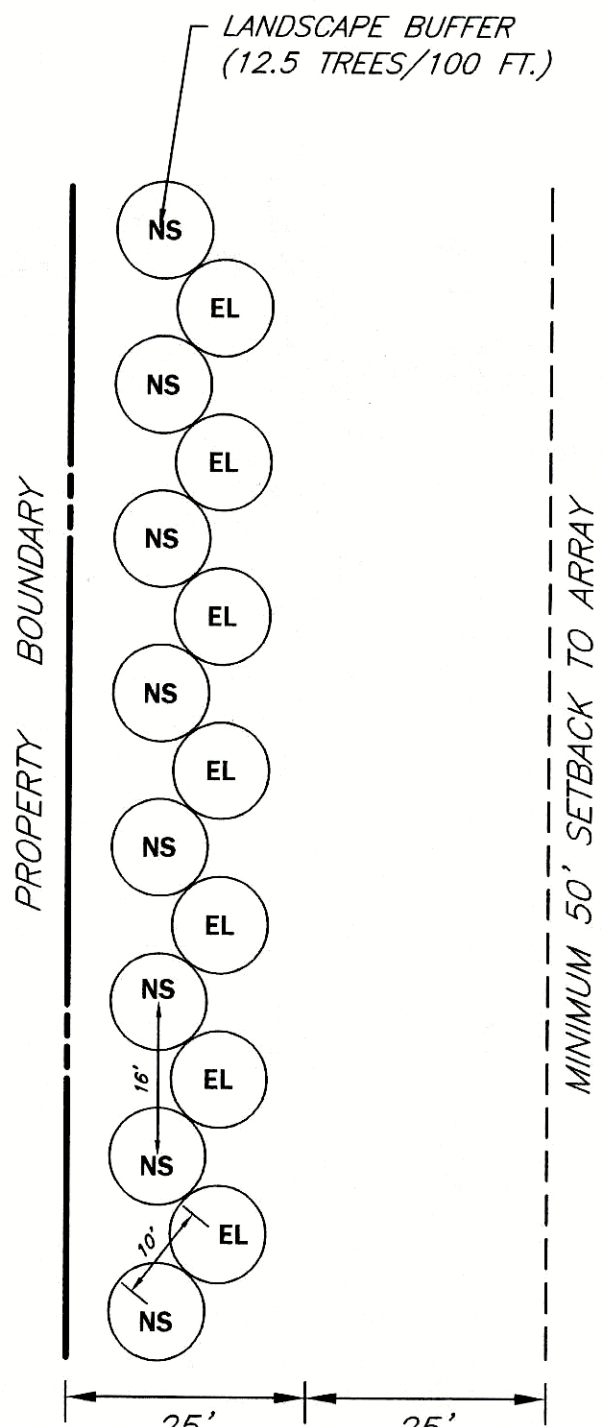 LANDSCAPE BUFFER
(12.5 TREES/100 FT.)
NS
EL
NS
EL
NS
EL
NS
EL
NS
EL
NS
16'
EL
NS
10'
EL
NS
PROPERTY BOUNDARY
MINIMUM 50' SETBACK TO ARRAY
25'
25'